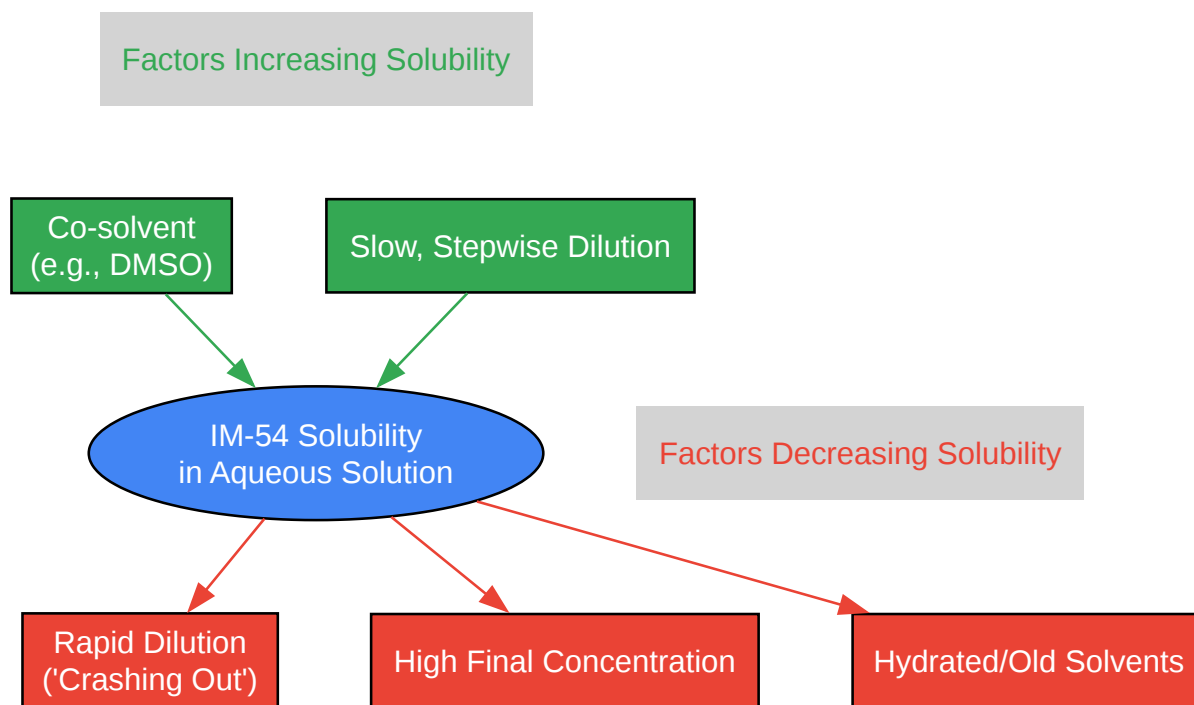 Factors Increasing Solubility
Co-solvent
(e.g., DMSO)
Slow, Stepwise Dilution
IM-54 Solubility
in Aqueous Solution
Factors Decreasing Solubility
Rapid Dilution
('Crashing Out')
High Final Concentration
Hydrated/Old Solvents